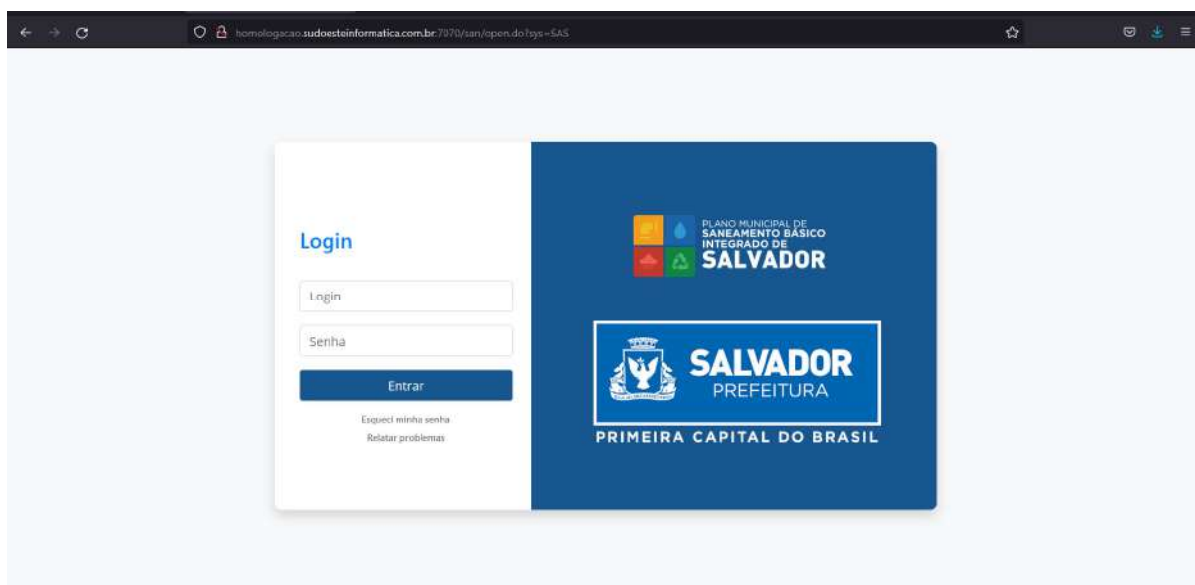 homologacao.sudoesteinformatica.com.br:7070/san/open.do?sys=SAS
Login
Login
Senha
Entrar
Esqueci minha senha
Relatar problemas
PLANO MUNICIPAL DE
SANEAMENTO BÁSICO
INTEGRADO DE
SALVADOR
SALVADOR
PREFEITURA
PRIMEIRA CAPITAL DO BRASIL